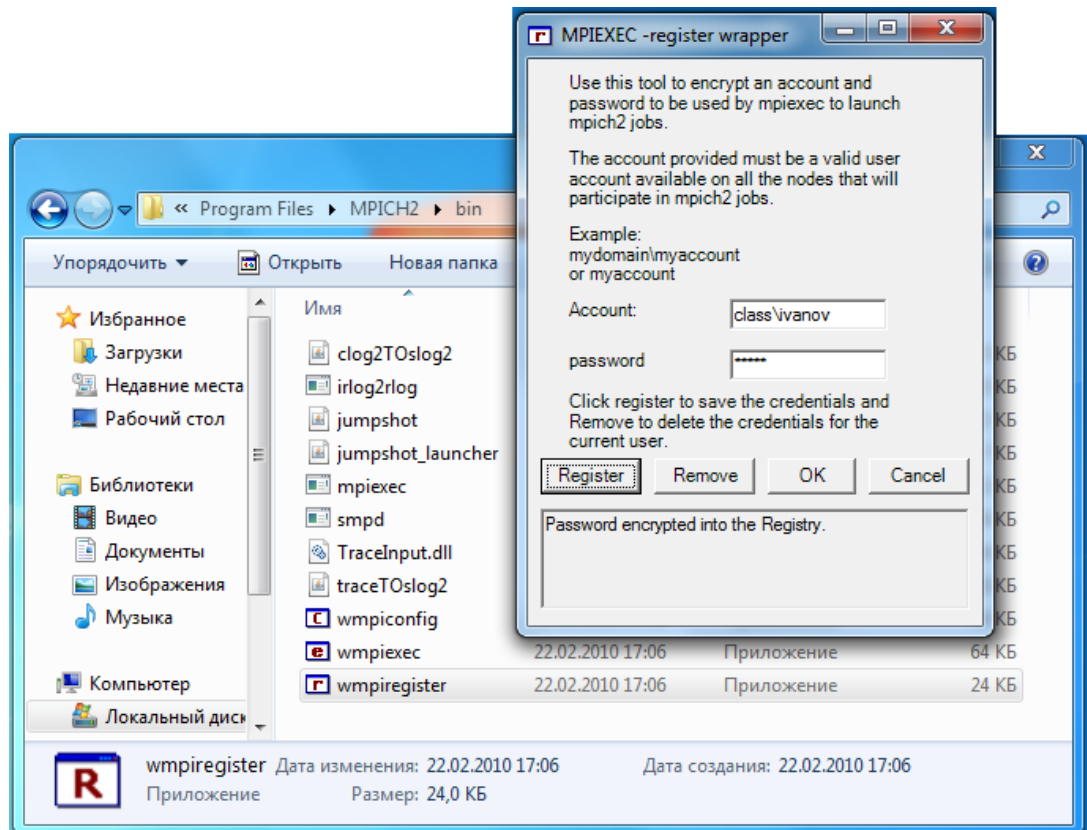 MPIEXEC -register wrapper
Use this tool to encrypt an account and
password to be used by mpiexec to launch
mpich2 jobs.
The account provided must be a valid user
account available on all the nodes that will
participate in mpich2 jobs.
Example:
mydomain\myaccount
or myaccount
Account: class\ivanov
password *****
Click register to save the credentials and
Remove to delete the credentials for the
current user.
Register Remove OK Cancel
Password encrypted into the Registry.
« Program Files MPICH2 bin
Упорядочить Открыть Новая папка
Избранное
Загрузки
Недавние места
Рабочий стол
Библиотеки
Видео
Документы
Изображения
Музыка
Компьютер
Локальный диск
Имя
clog2TOslog2 КБ
irlog2rlog КБ
jumpshot КБ
jumpshot_launcher КБ
mpiexec КБ
smpd КБ
TraceInput.dll КБ
traceTOslog2 КБ
wmpiconfig КБ
wmpiexec 22.02.2010 17:06 Приложение 64 КБ
wmpiregister 22.02.2010 17:06 Приложение 24 КБ
wmpiregister Дата изменения: 22.02.2010 17:06 Дата создания: 22.02.2010 17:06
Приложение Размер: 24,0 КБ